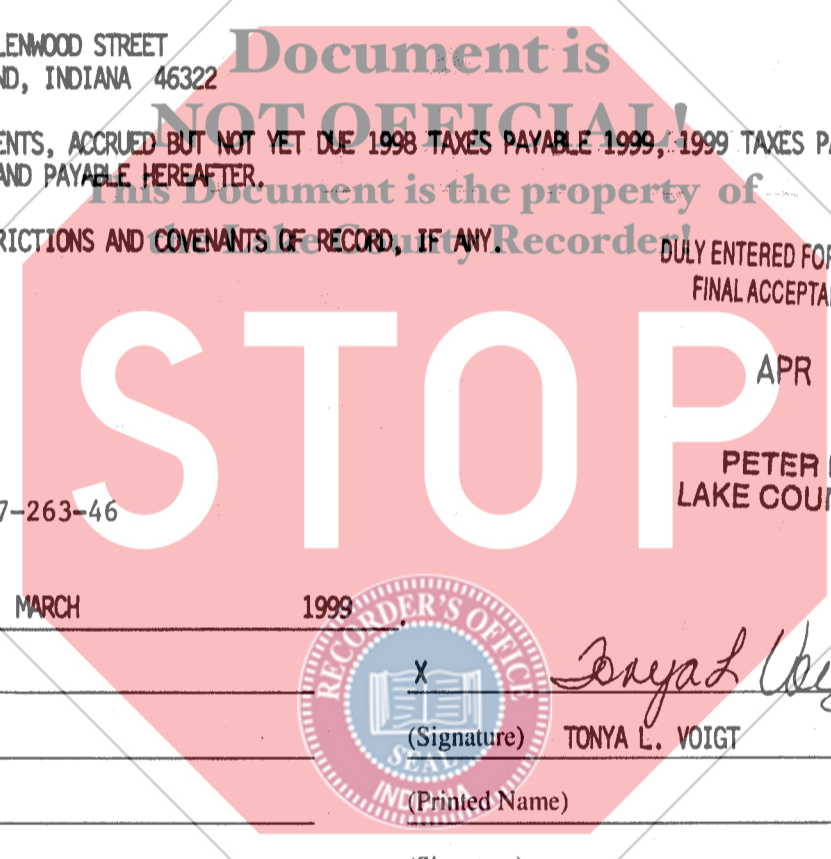 LENWOOD STREET
ND, INDIANA 46322
Document is
NOT OFFICIAL!
ENTS, ACCRUED BUT NOT YET DUE 1998 TAXES PAYABLE 1999, 1999 TAXES PA
AND PAYABLE HEREAFTER.
This Document is the property of
the Lake County Recorder!
RICTIONS AND COVENANTS OF RECORD, IF ANY.
DULY ENTERED FOR
FINAL ACCEPTA
STOP
APR
PETER
LAKE COU
7-263-46
MARCH 1999
RECORDER'S OFFICE
SEAL
INDIANA
X Tonya L Voi
(Signature) TONYA L. VOIGT
(Printed Name)